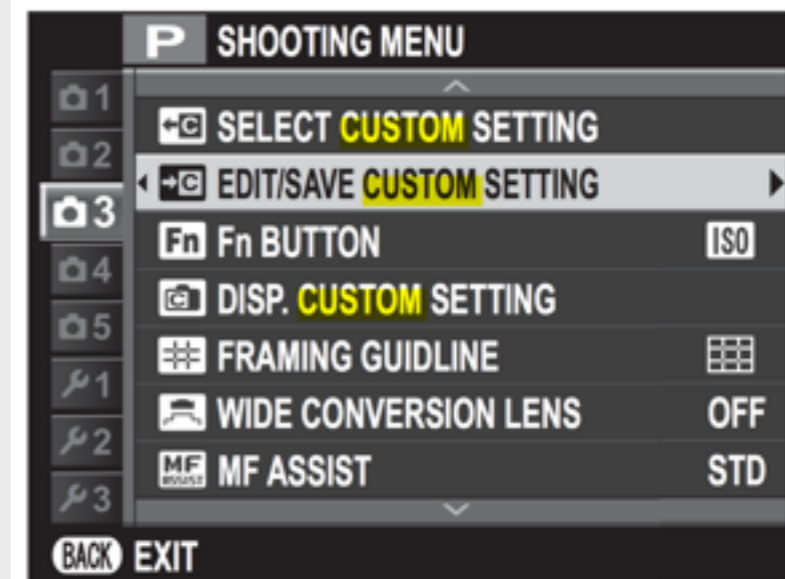 P SHOOTING MENU
1
2
3
4
5
1
2
3
C SELECT CUSTOM SETTING
C EDIT/SAVE CUSTOM SETTING
Fn Fn BUTTON ISO
C DISP. CUSTOM SETTING
FRAMING GUIDLINE
WIDE CONVERSION LENS OFF
MF ASSIST MF ASSIST STD
BACK EXIT